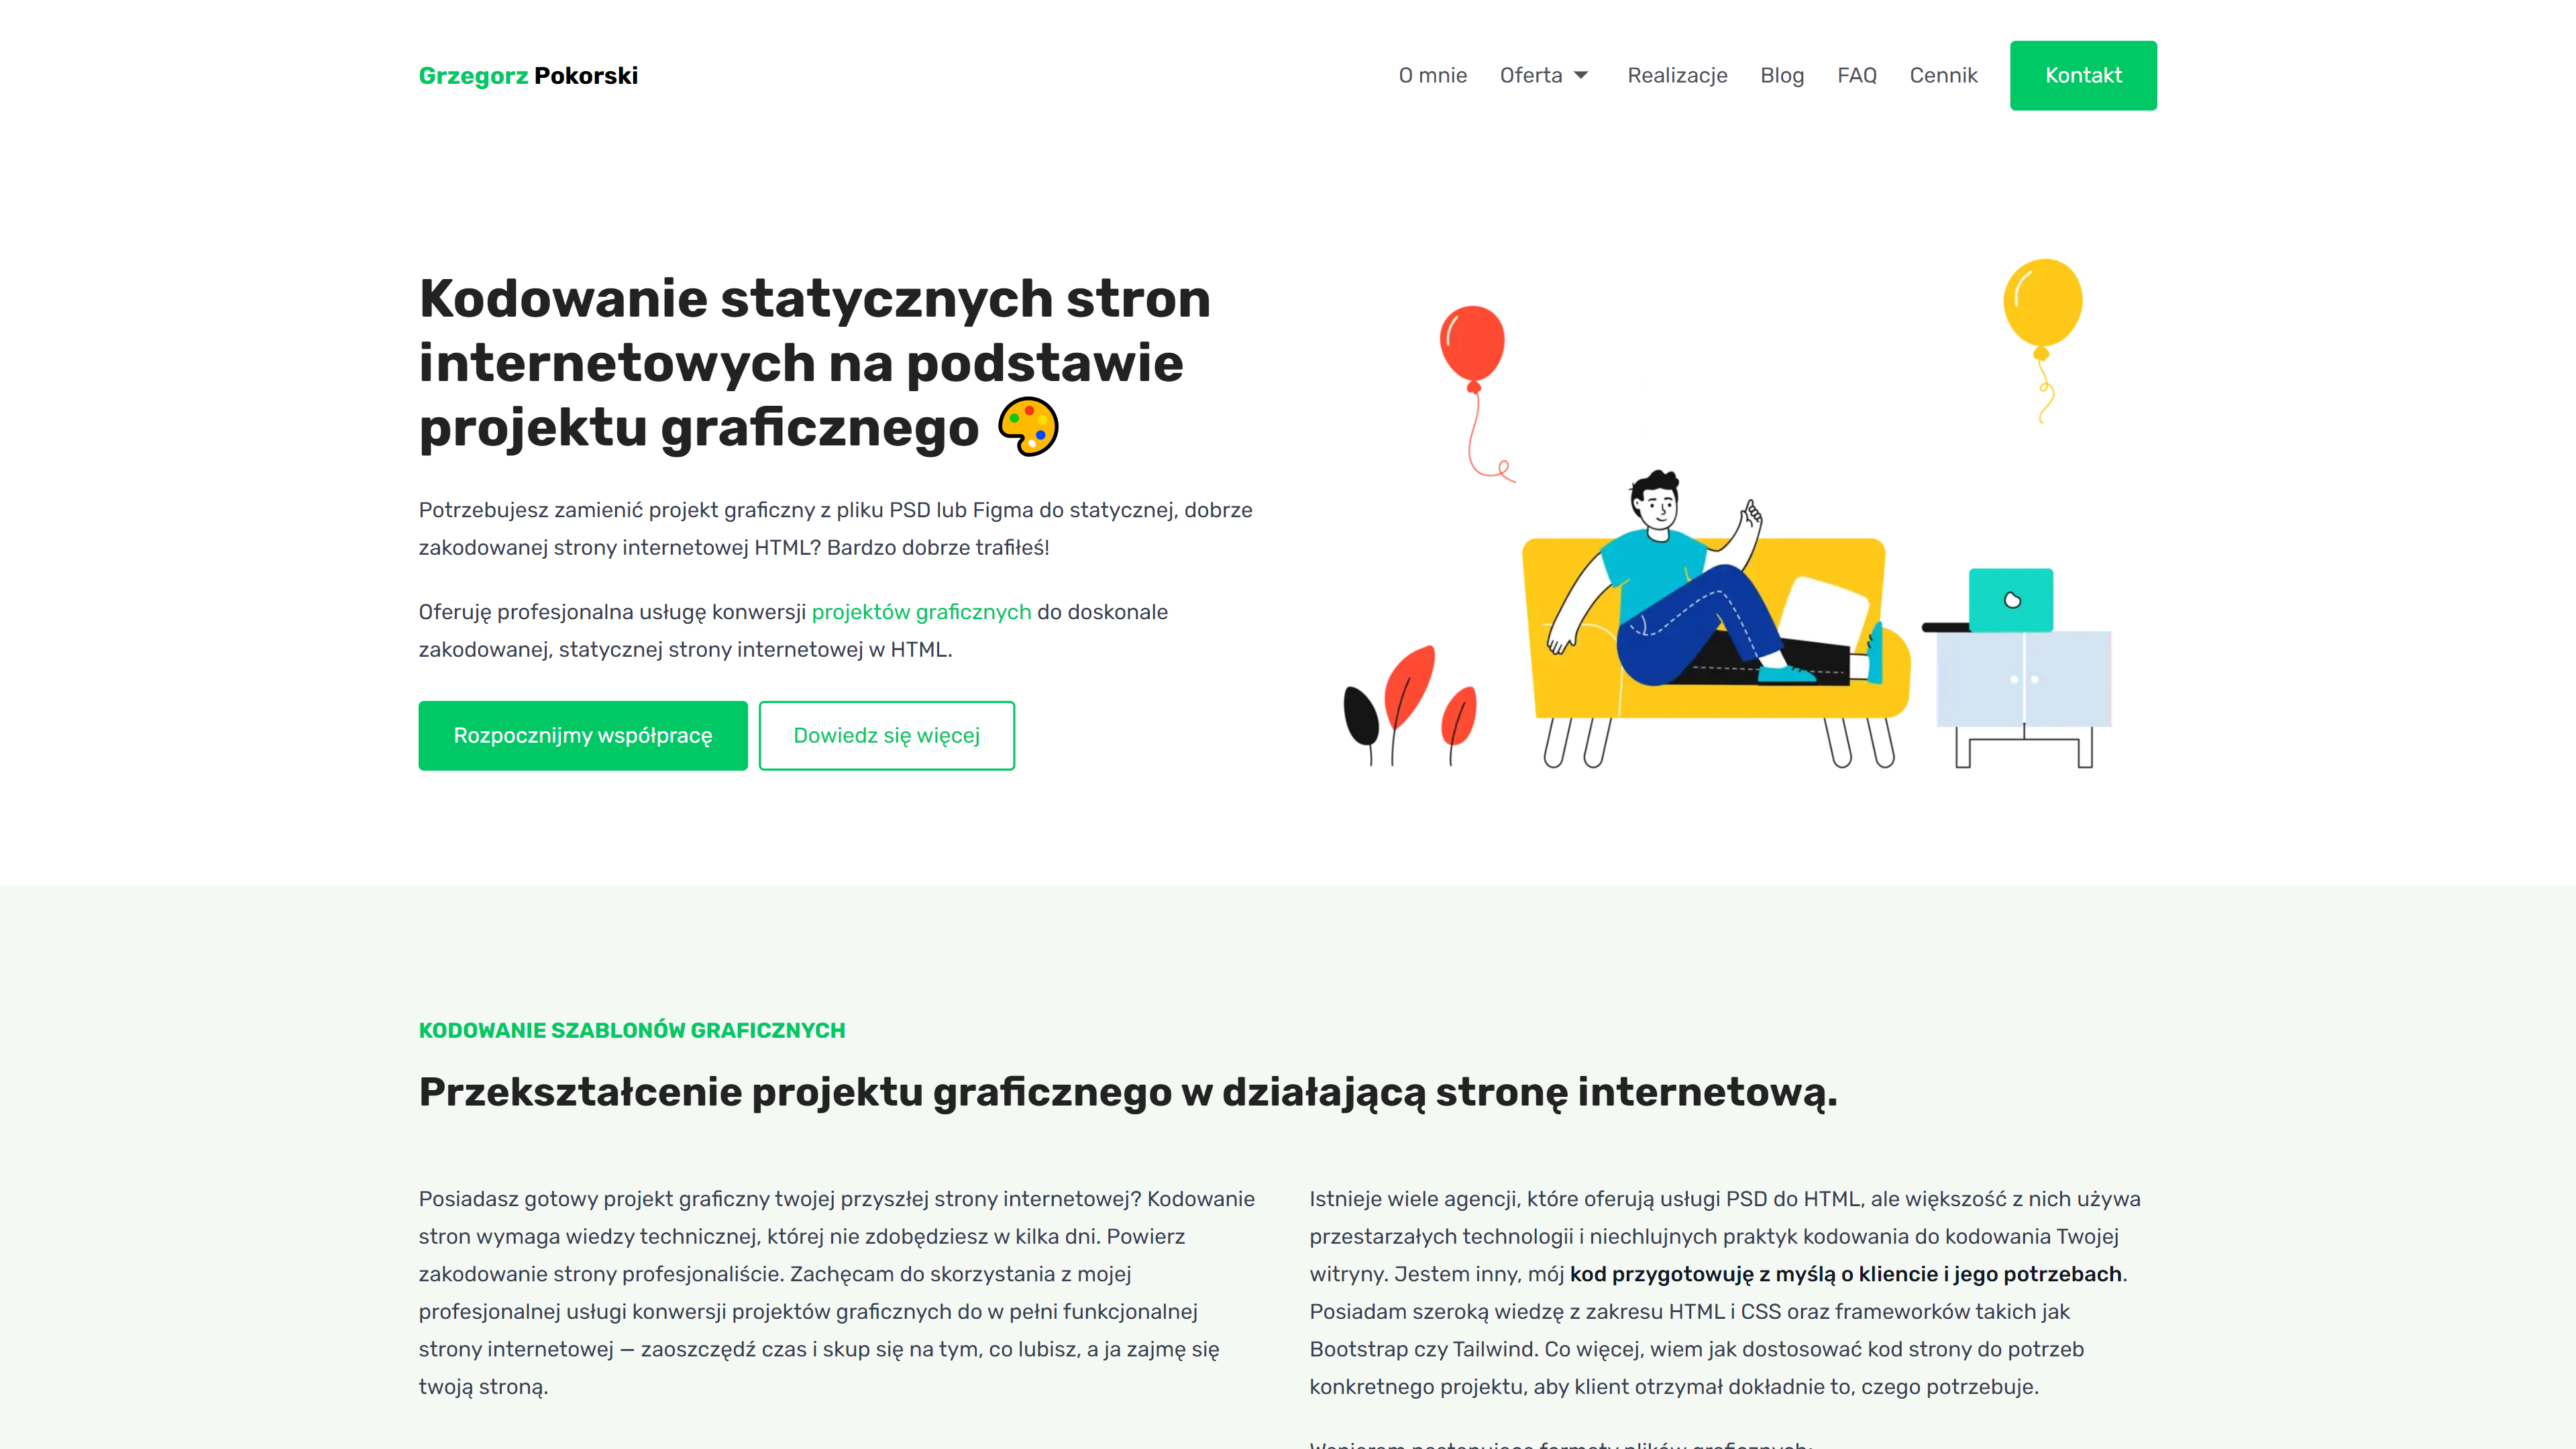 Grzegorz Pokorski
O mnie
Oferta
Realizacje
Blog
FAQ
Cennik
Kontakt
Kodowanie statycznych stron
internetowych na podstawie
projektu graficznego
Potrzebujesz zamienić projekt graficzny z pliku PSD lub Figma do statycznej, dobrze
zakodowanej strony internetowej HTML? Bardzo dobrze trafiłeś!
Oferuję profesjonalna usługę konwersji projektów graficznych do doskonale
zakodowanej, statycznej strony internetowej w HTML.
Rozpocznijmy współpracę
Dowiedz się więcej
KODOWANIE SZABLONÓW GRAFICZNYCH
Przekształcenie projektu graficznego w działającą stronę internetową.
Posiadasz gotowy projekt graficzny twojej przyszłej strony internetowej? Kodowanie
stron wymaga wiedzy technicznej, której nie zdobędziesz w kilka dni. Powierz
zakodowanie strony profesjonaliście. Zachęcam do skorzystania z mojej
profesjonalnej usługi konwersji projektów graficznych do w pełni funkcjonalnej
strony internetowej — zaoszczędź czas i skup się na tym, co lubisz, a ja zajmę się
twoją stroną.
Istnieje wiele agencji, które oferują usługi PSD do HTML, ale większość z nich używa
przestarzałych technologii i niechlujnych praktyk kodowania do kodowania Twojej
witryny. Jestem inny, mój kod przygotowuję z myślą o kliencie i jego potrzebach.
Posiadam szeroką wiedzę z zakresu HTML i CSS oraz frameworków takich jak
Bootstrap czy Tailwind. Co więcej, wiem jak dostosować kod strony do potrzeb
konkretnego projektu, aby klient otrzymał dokładnie to, czego potrzebuje.